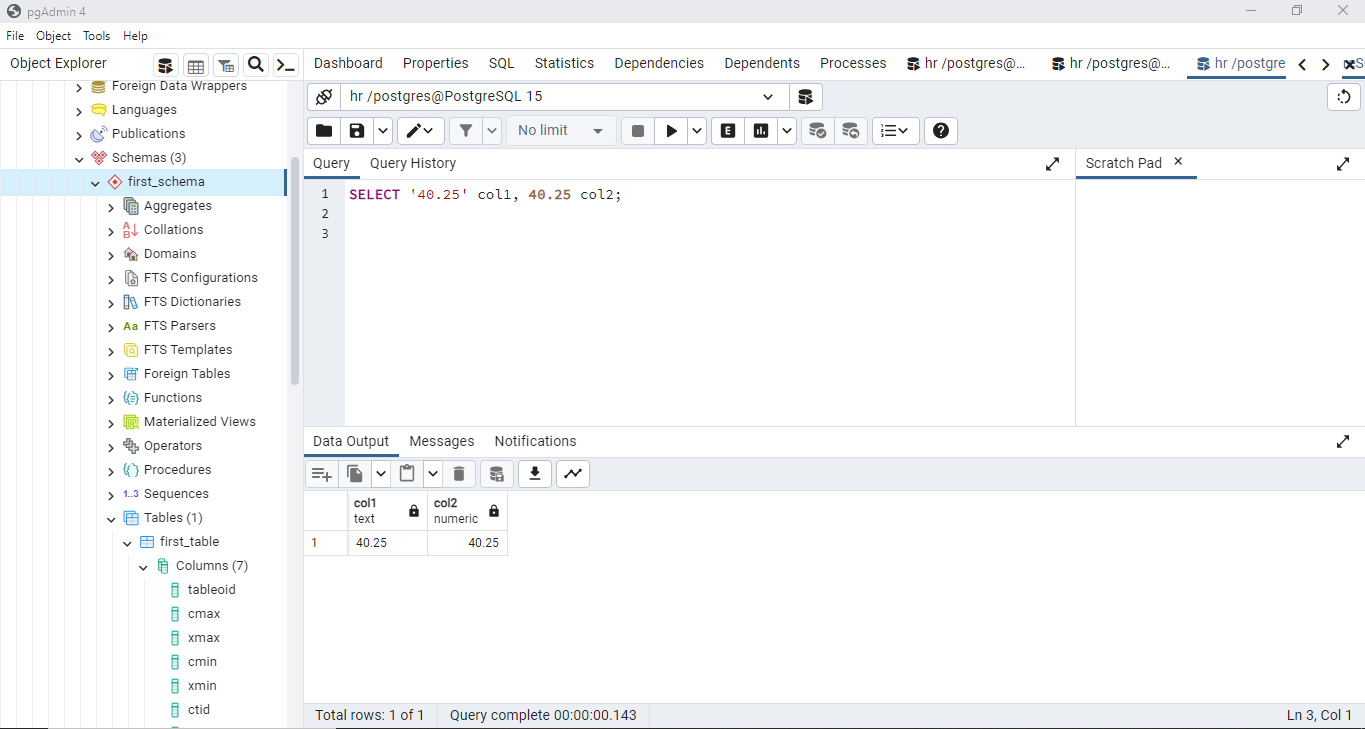 pgAdmin 4
File Object Tools Help
Object Explorer
Dashboard Properties SQL Statistics Dependencies Dependents Processes hr /postgres@... hr /postgres@... hr /postgre
hr /postgres@PostgreSQL 15
No limit
E
Query Query History
Scratch Pad
1 SELECT '40.25' col1, 40.25 col2;
2
3
Foreign Data Wrappers
Languages
Publications
Schemas (3)
first_schema
Aggregates
Collations
Domains
FTS Configurations
FTS Dictionaries
Aa FTS Parsers
FTS Templates
Foreign Tables
Functions
Materialized Views
Operators
Procedures
1..3 Sequences
Tables (1)
first_table
Columns (7)
tableoid
cmax
xmax
cmin
xmin
ctid
Data Output Messages Notifications
col1 col2
text numeric
1 40.25 40.25
Total rows: 1 of 1 Query complete 00:00:00.143 Ln 3, Col 1